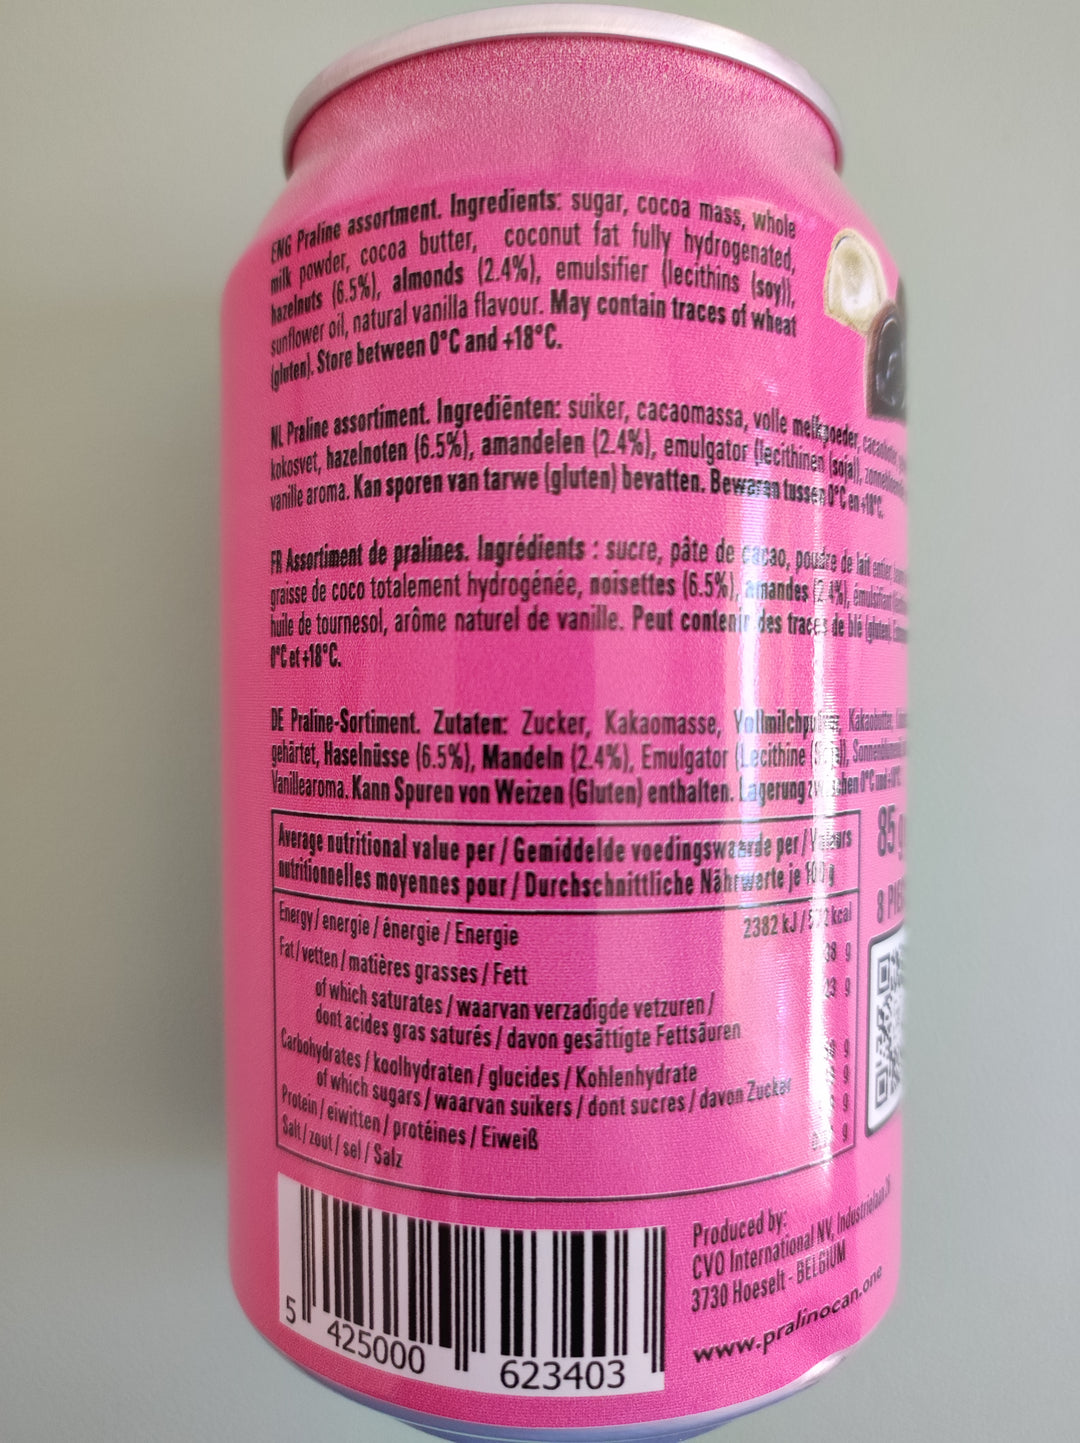 ENG Praline assortment. Ingredients: sugar, cocoa mass, whole
milk powder, cocoa butter, coconut fat fully hydrogenated,
hazelnuts (6.5%), almonds (2.4%), emulsifier (lecithins (soy)),
sunflower oil, natural vanilla flavour. May contain traces of wheat
(gluten). Store between 0°C and +18°C.
NL Praline assortiment. Ingrediënten: suiker, cacaomassa, volle melkpoeder, cacaoboter,
kokosvet, hazelnoten (6.5%), amandelen (2.4%), emulgator (lecithinen (soja)),
vanille aroma. Kan sporen van tarwe (gluten) bevatten. Bewaren tussen 0°C en +18°C.
FR Assortiment de pralines. Ingrédients : sucre, pâte de cacao, poudre de lait entier,
graisse de coco totalement hydrogénée, noisettes (6.5%), amandes (2.4%), émulsifiant
huile de tournesol, arôme naturel de vanille. Peut contenir des traces de blé (gluten).
0°C et +18°C.
DE Praline-Sortiment. Zutaten: Zucker, Kakaomasse, Vollmilchpulver, Kakaobutter,
gehärtet, Haselnüsse (6.5%), Mandeln (2.4%), Emulgator (Lecithine (Soja)),
Vanillearoma. Kann Spuren von Weizen (Gluten) enthalten. Lagerung zwischen 0°C und +18°C.
Average nutritional value per / Gemiddelde voedingswaarde per / Valeurs
nutritionnelles moyennes pour / Durchschnittliche Nährwerte je 100 g
Energy / energie / énergie / Energie 2382 kJ / 572 kcal
Fat / vetten / matières grasses / Fett 38 g
of which saturates / waarvan verzadigde vetzuren / 23 g
dont acides gras saturés / davon gesättigte Fettsäuren
Carbohydrates / koolhydraten / glucides / Kohlenhydrate g
of which sugars / waarvan suikers / dont sucres / davon Zucker g
Protein / eiwitten / protéines / Eiweiß g
Salt / zout / sel / Salz g
85 g
8
5 425000 623403
Produced by:
CVO International NV, Industrielaan
3730 Hoeselt - BELGIUM
www.pralinocan.one